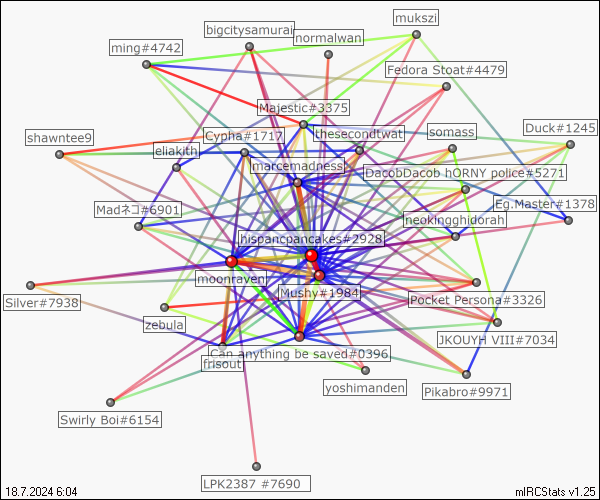 mukszi
bigcitysamurai
normalwan
ming#4742
Fedora Stoat#4479
Majestic#3375
Duck#1245
shawntee9
Cypha#1717
thesecondtwat
somass
eliakith
marcemadness
DacobDacob hORNY police#5271
Madネコ#6901
Eg.Master#1378
neokingghidorah
hispancpancakes#2928
moonraven
Mushy#1984
Silver#7938
Pocket Persona#3326
zebula
JKOUYH VIII#7034
Can anything be saved#0396
frisout
yoshimanden
Pikabro#9971
Swirly Boi#6154
LPK2387 #7690
18.7.2024 6:04
mIRCStats v1.25